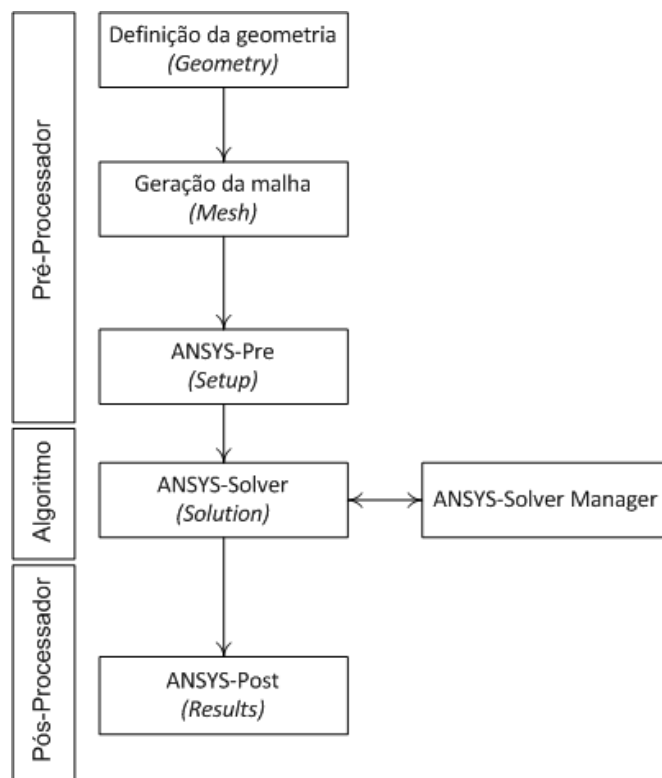 Pré-Processador
Definição da geometria
(Geometry)
Geração da malha
(Mesh)
ANSYS-Pre
(Setup)
Algoritmo
ANSYS-Solver
(Solution)
ANSYS-Solver Manager
Pós-Processador
ANSYS-Post
(Results)